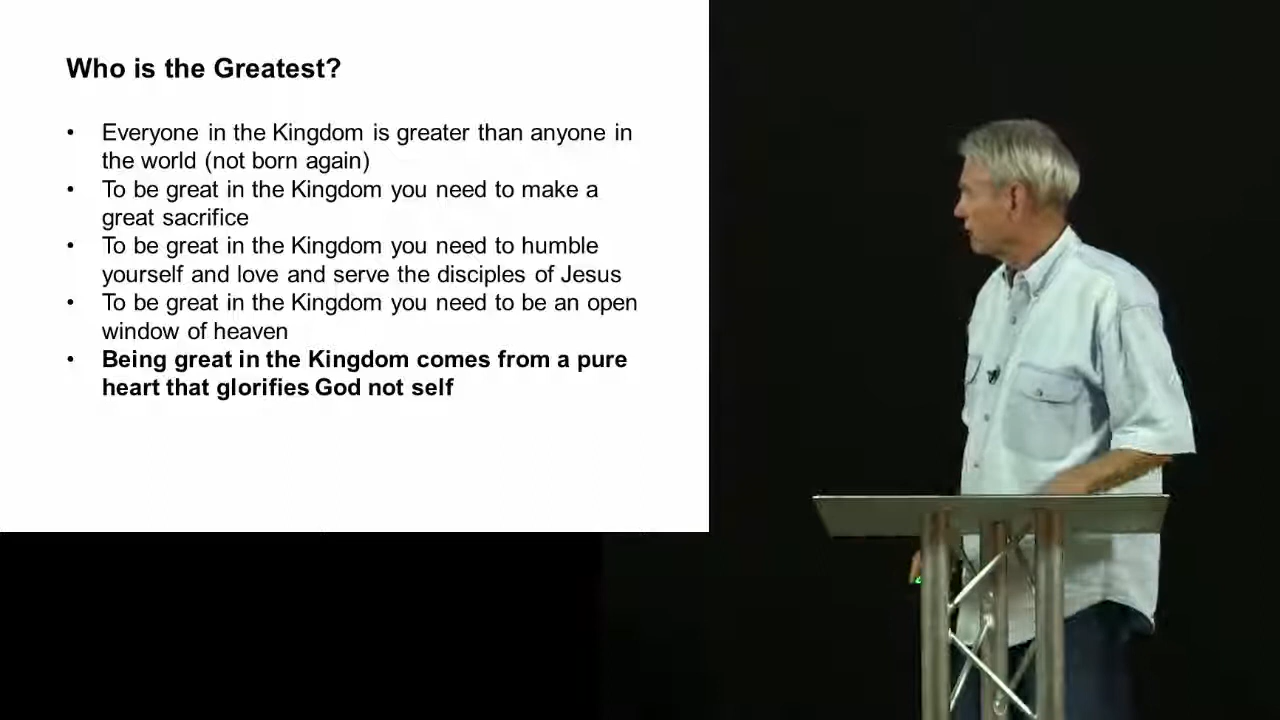 Who is the Greatest?
• Everyone in the Kingdom is greater than anyone in
the world (not born again)
• To be great in the Kingdom you need to make a
great sacrifice
• To be great in the Kingdom you need to humble
yourself and love and serve the disciples of Jesus
• To be great in the Kingdom you need to be an open
window of heaven
• Being great in the Kingdom comes from a pure
heart that glorifies God not self